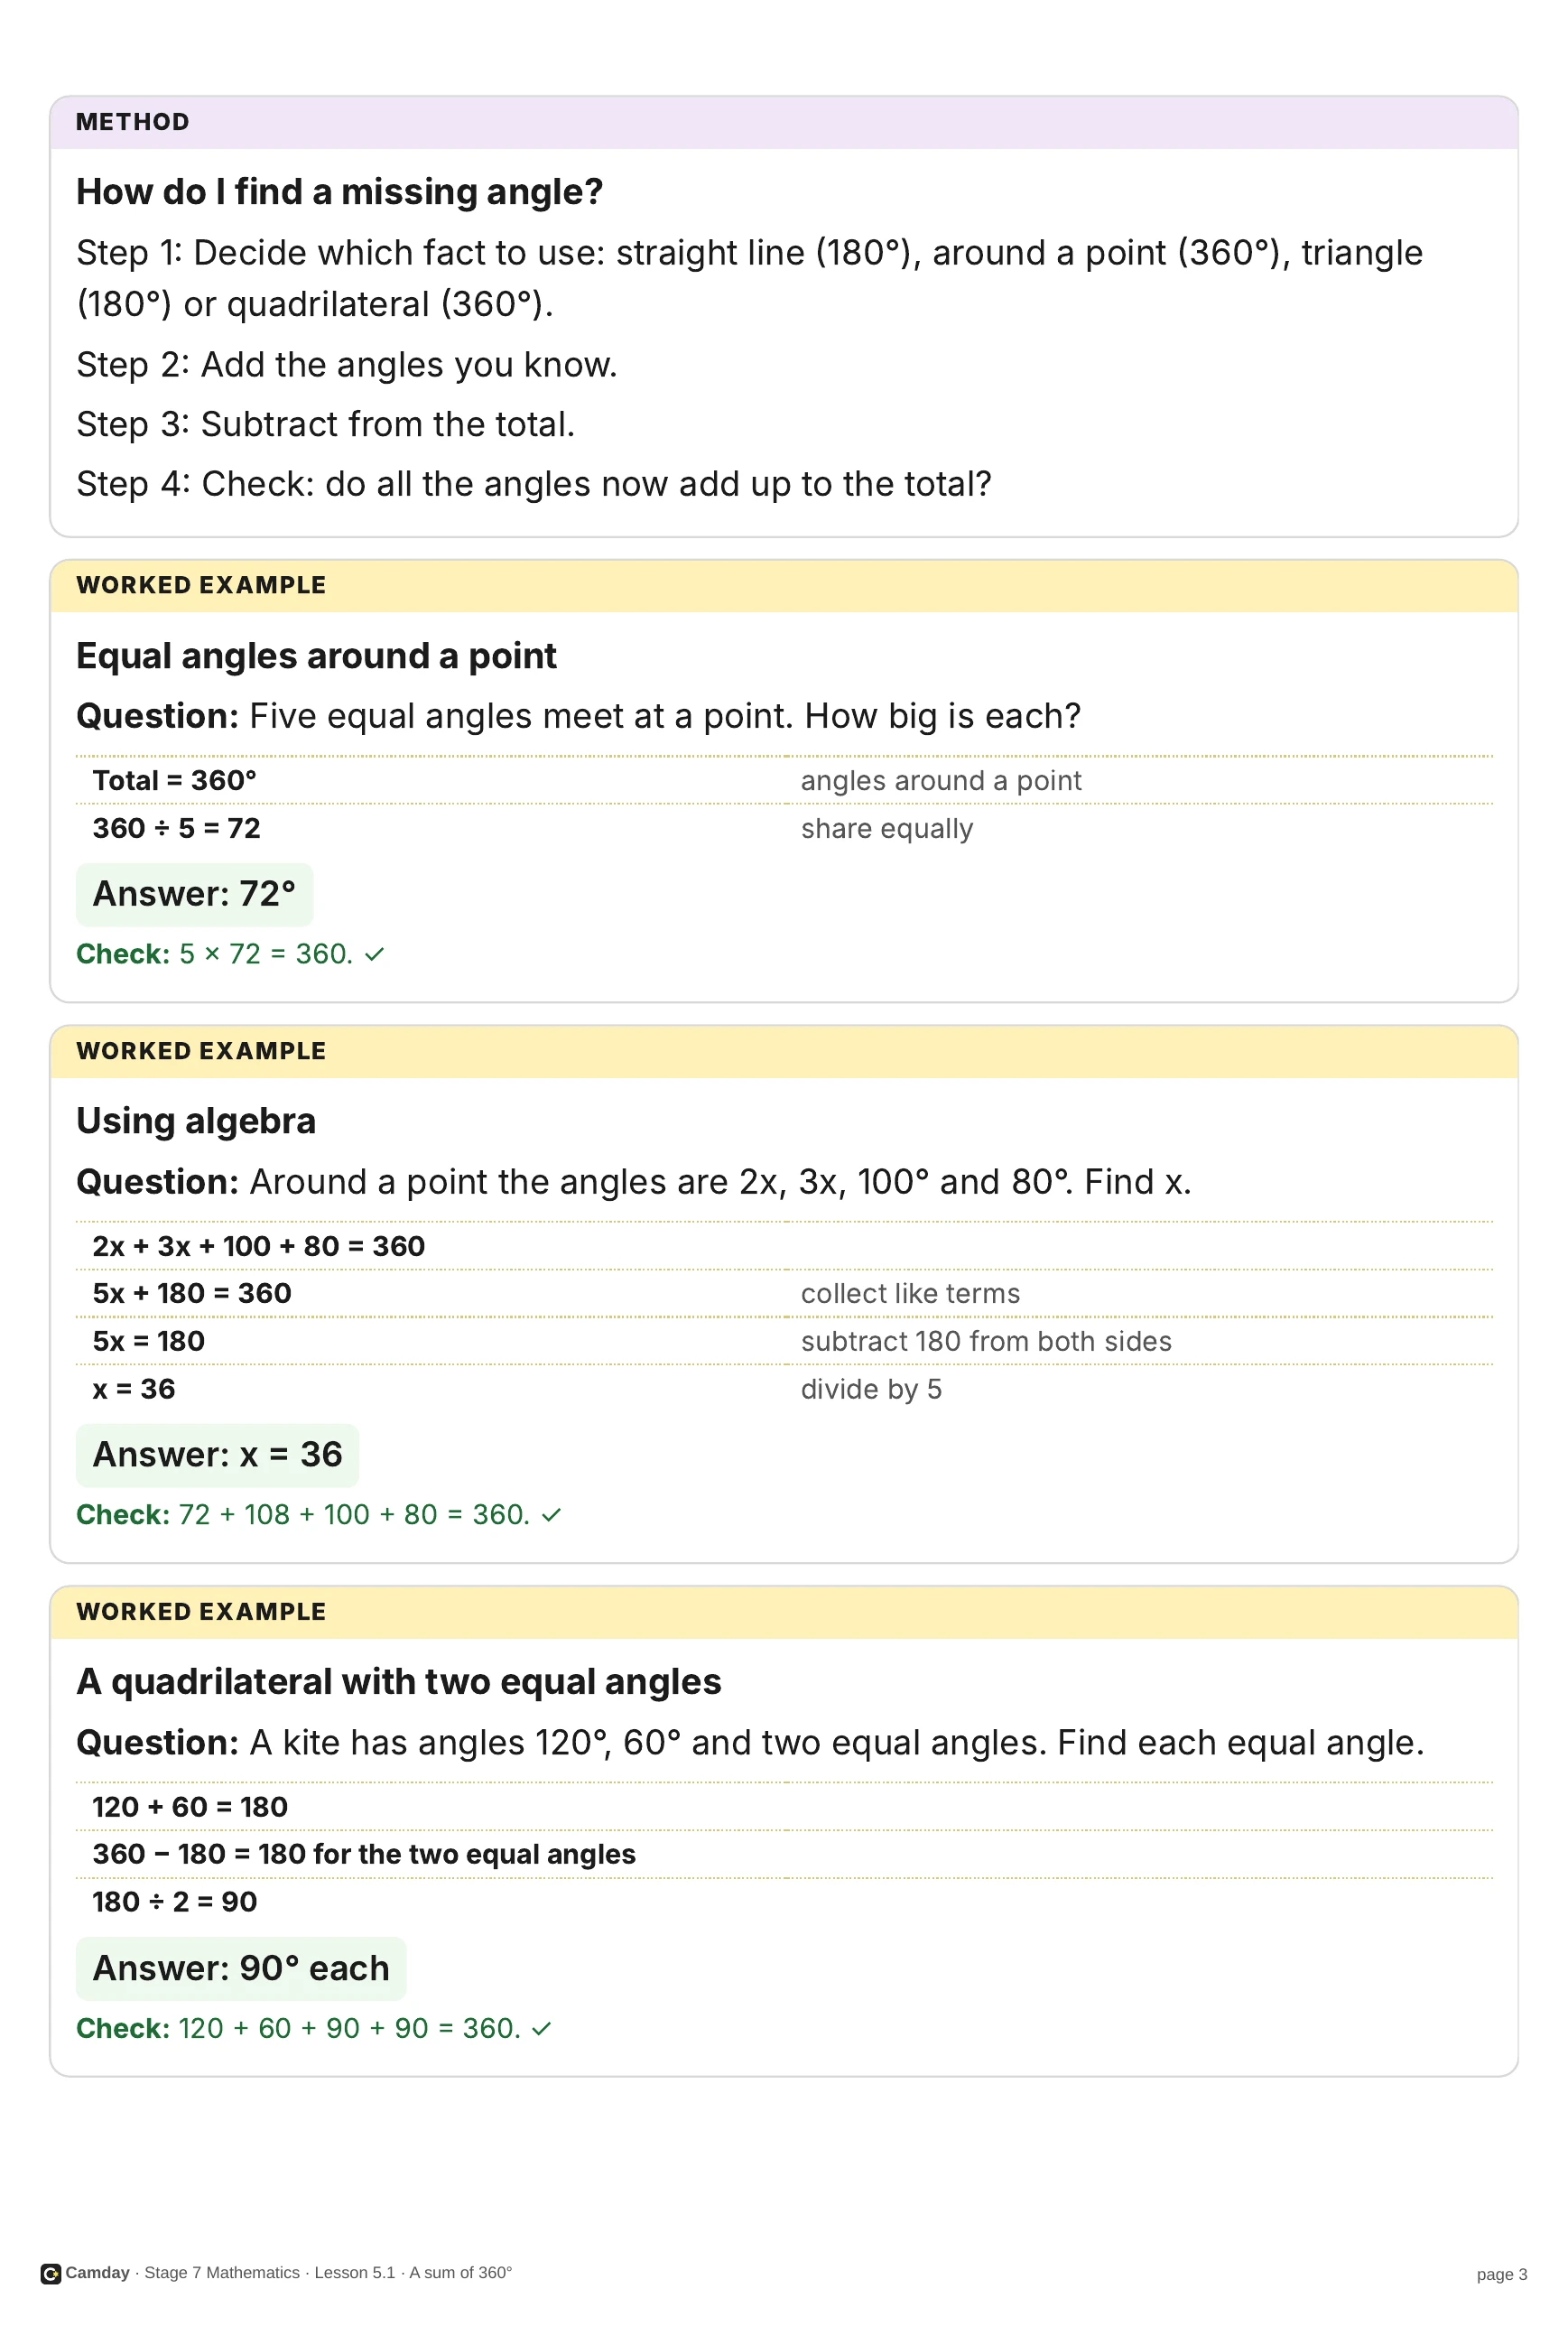 METHOD
How do I find a missing angle?
Step 1: Decide which fact to use: straight line (180°), around a point (360°), triangle
(180°) or quadrilateral (360°).
Step 2: Add the angles you know.
Step 3: Subtract from the total.
Step 4: Check: do all the angles now add up to the total?
WORKED EXAMPLE
Equal angles around a point
Question: Five equal angles meet at a point. How big is each?
Total = 360° angles around a point
360 ÷ 5 = 72 share equally
Answer: 72°
Check: 5 × 72 = 360. ✓
WORKED EXAMPLE
Using algebra
Question: Around a point the angles are 2x, 3x, 100° and 80°. Find x.
2x + 3x + 100 + 80 = 360
5x + 180 = 360 collect like terms
5x = 180 subtract 180 from both sides
x = 36 divide by 5
Answer: x = 36
Check: 72 + 108 + 100 + 80 = 360. ✓
WORKED EXAMPLE
A quadrilateral with two equal angles
Question: A kite has angles 120°, 60° and two equal angles. Find each equal angle.
120 + 60 = 180
360 − 180 = 180 for the two equal angles
180 ÷ 2 = 90
Answer: 90° each
Check: 120 + 60 + 90 + 90 = 360. ✓
Camday · Stage 7 Mathematics · Lesson 5.1 · A sum of 360° page 3